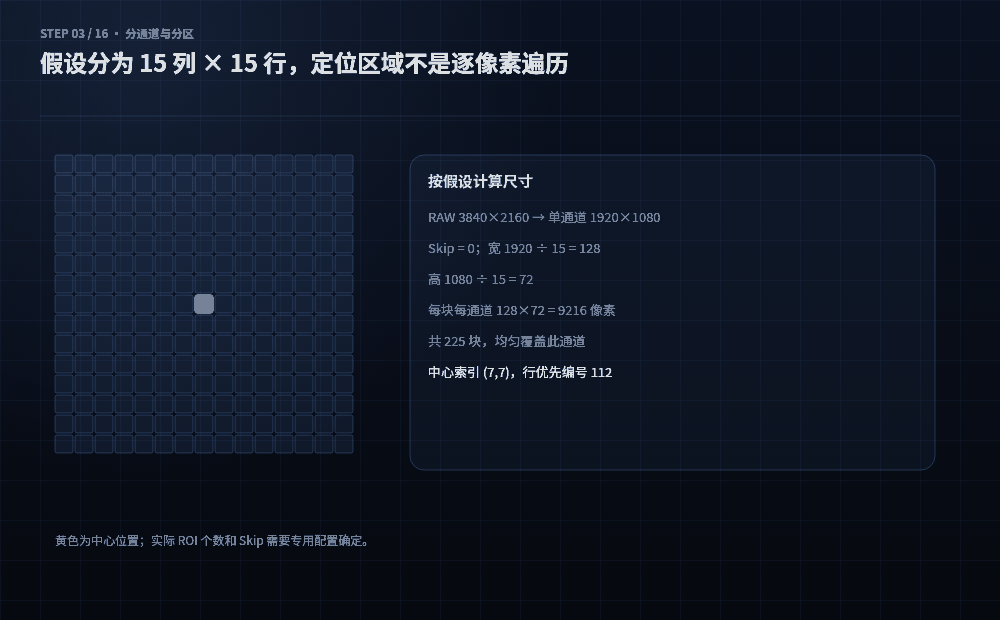 STEP 03 / 16 · 分通道与分区
假设分为 15 列 × 15 行，定位区域不是逐像素遍历
按假设计算尺寸
RAW 3840×2160 → 单通道 1920×1080
Skip = 0；宽 1920 ÷ 15 = 128
高 1080 ÷ 15 = 72
每块每通道 128×72 = 9216 像素
共 225 块，均匀覆盖此通道
中心索引 (7,7)，行优先编号 112
黄色为中心位置；实际 ROI 个数和 Skip 需要专用配置确定。